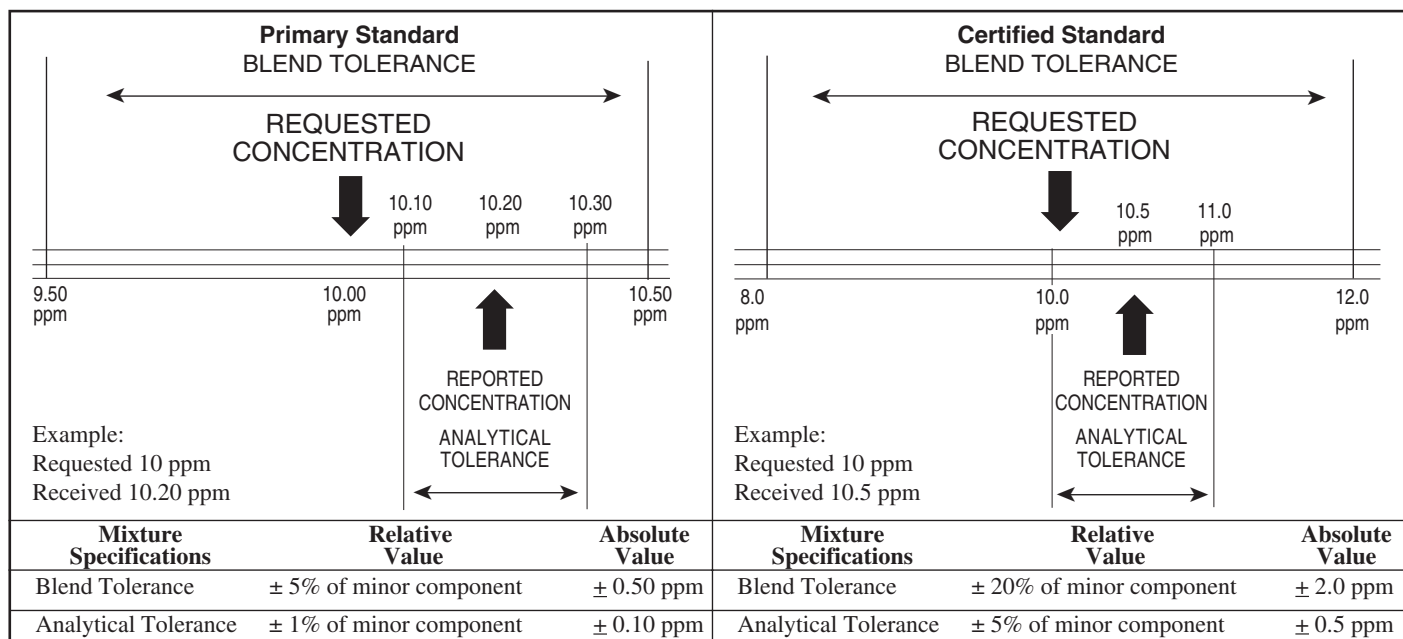 Primary Standard
BLEND TOLERANCE
REQUESTED
CONCENTRATION
10.10
ppm
10.20
ppm
10.30
ppm
9.50
ppm
10.00
ppm
10.50
ppm
REPORTED
CONCENTRATION
ANALYTICAL
TOLERANCE
Example:
Requested 10 ppm
Received 10.20 ppm
Mixture
Specifications
Relative
Value
Absolute
Value
Blend Tolerance ± 5% of minor component ± 0.50 ppm
Analytical Tolerance ± 1% of minor component ± 0.10 ppm
Certified Standard
BLEND TOLERANCE
REQUESTED
CONCENTRATION
10.5
ppm
11.0
ppm
8.0
ppm
10.0
ppm
12.0
ppm
REPORTED
CONCENTRATION
ANALYTICAL
TOLERANCE
Example:
Requested 10 ppm
Received 10.5 ppm
Mixture
Specifications
Relative
Value
Absolute
Value
Blend Tolerance ± 20% of minor component ± 2.0 ppm
Analytical Tolerance ± 5% of minor component ± 0.5 ppm